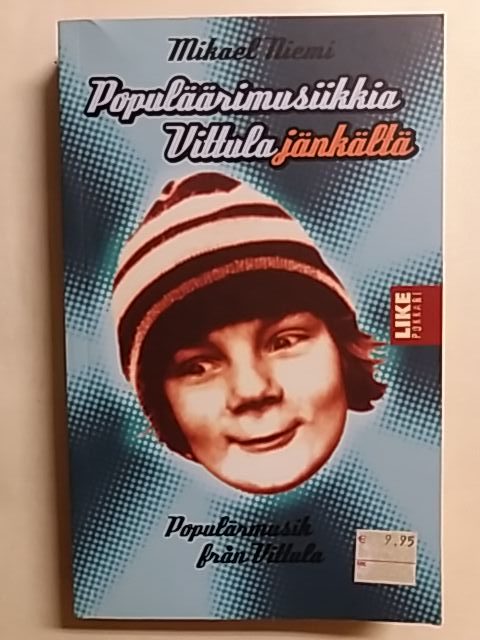 Mikael Niemi
Populäärimusiikkia
Vittulajänkältä
LIKE
POKKARI
Populärmusik
från Vittula
€ 9,95